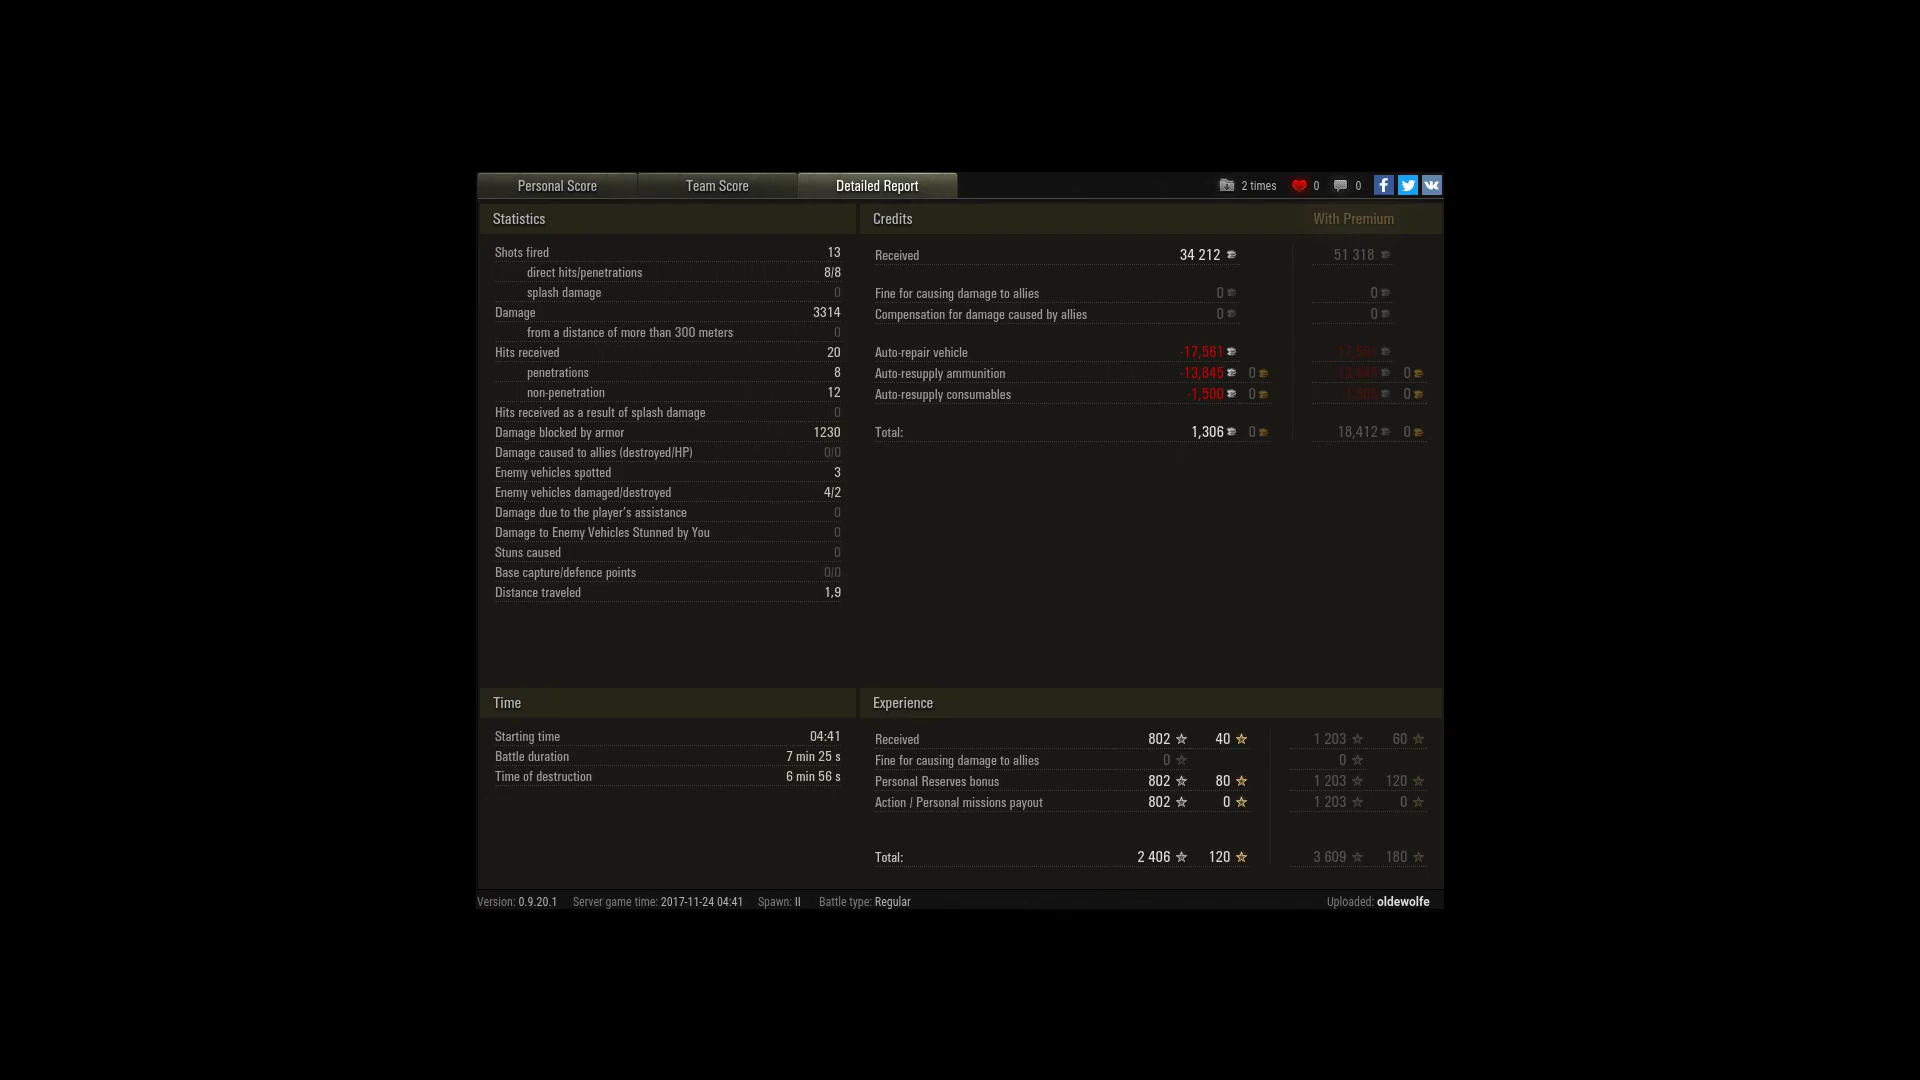 Personal Score Team Score Detailed Report 2 times 0 0
Statistics
Shots fired 13
direct hits/penetrations 8/8
splash damage 0
Damage 3314
from a distance of more than 300 meters 0
Hits received 20
penetrations 8
non-penetration 12
Hits received as a result of splash damage 0
Damage blocked by armor 1230
Damage caused to allies (destroyed/HP) 0/0
Enemy vehicles spotted 3
Enemy vehicles damaged/destroyed 4/2
Damage due to the player's assistance 0
Damage to Enemy Vehicles Stunned by You 0
Stuns caused 0
Base capture/defence points 0/0
Distance traveled 1,9
Credits With Premium
Received 34 212 51 318
Fine for causing damage to allies 0 0
Compensation for damage caused by allies 0 0
Auto-repair vehicle -17,561 -17,561
Auto-resupply ammunition -13,845 0 -13,845 0
Auto-resupply consumables -1,500 0 -1,500 0
Total: 1,306 0 18,412 0
Time
Starting time 04:41
Battle duration 7 min 25 s
Time of destruction 6 min 56 s
Experience
Received 802 40 1 203 60
Fine for causing damage to allies 0 0
Personal Reserves bonus 802 80 1 203 120
Action / Personal missions payout 802 0 1 203 0
Total: 2 406 120 3 609 180
Version: 0.9.20.1 Server game time: 2017-11-24 04:41 Spawn: II Battle type: Regular Uploaded: oldewolfe